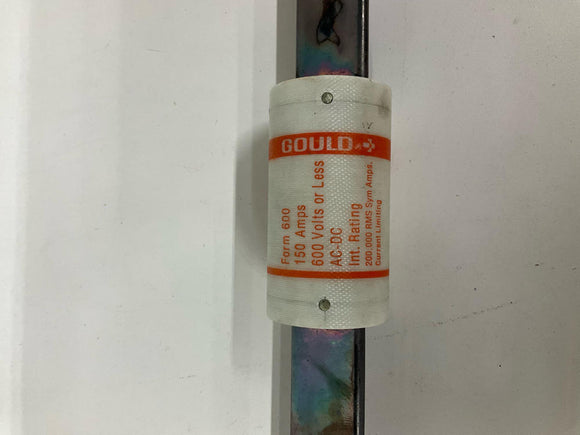 GOULD
Form 600
150 Amps
600 Volts or Less
AC-DC
Int. Rating
200,000 RMS Sym Amps.
Current Limiting